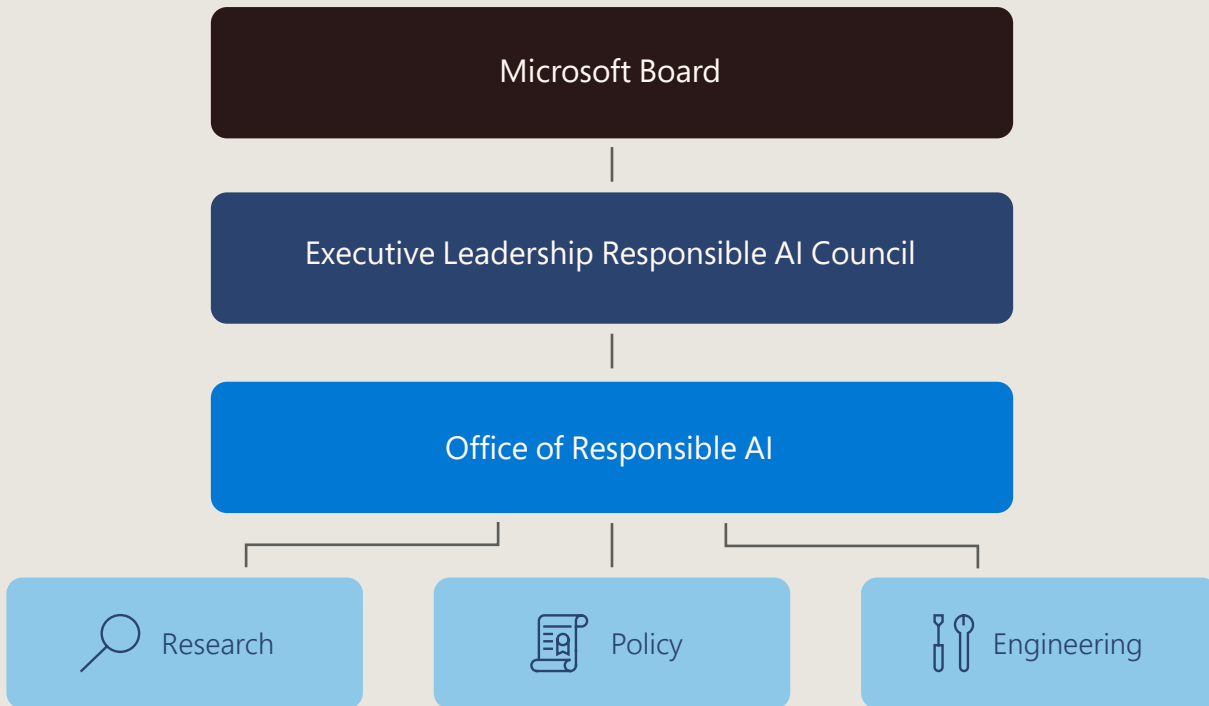 Microsoft Board
Executive Leadership Responsible AI Council
Office of Responsible AI
Research
Policy
Engineering